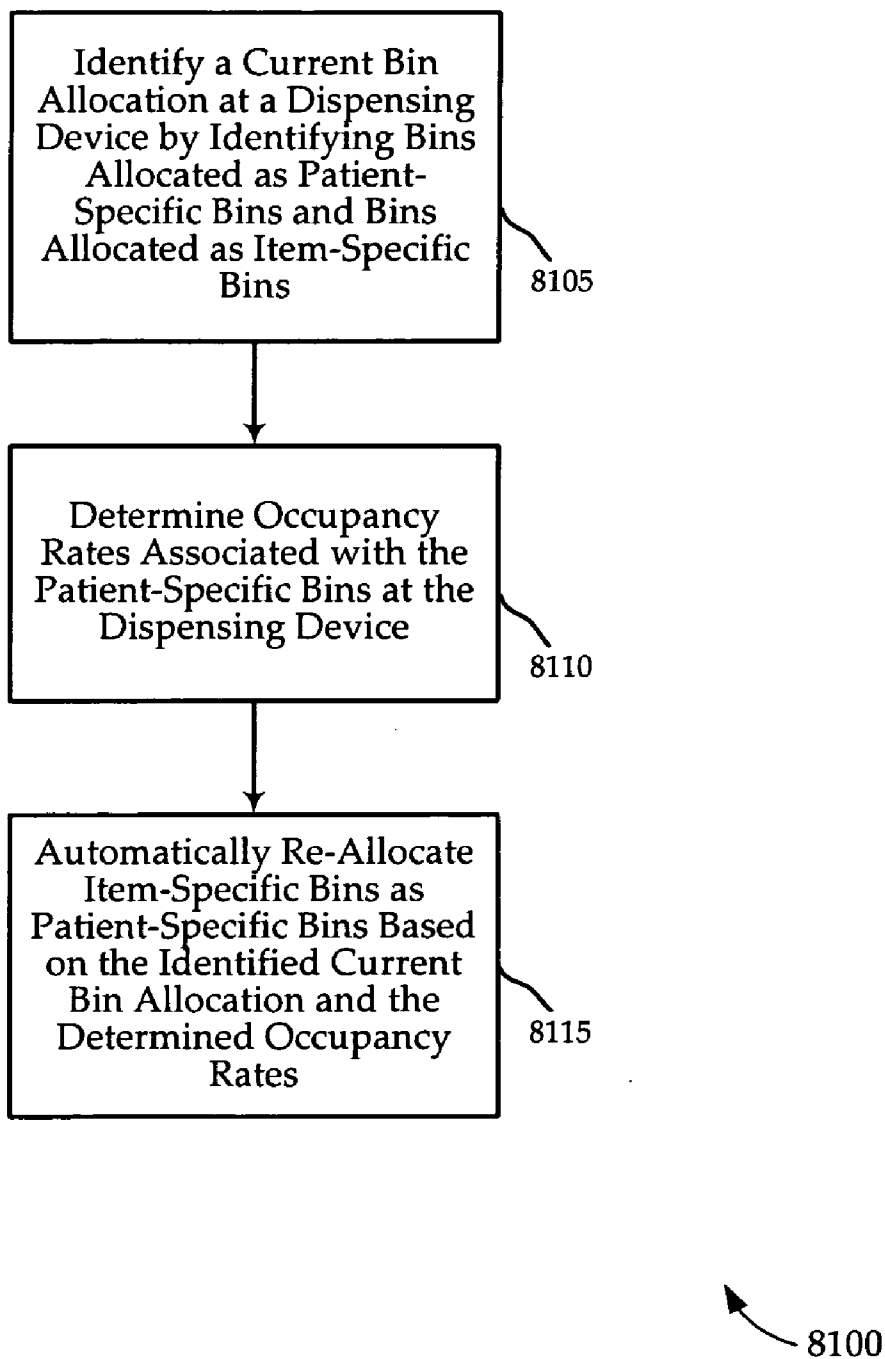 Identify a Current Bin
Allocation at a Dispensing
Device by Identifying Bins
Allocated as Patient-
Specific Bins and Bins
Allocated as Item-Specific
Bins
8105
Determine Occupancy
Rates Associated with the
Patient-Specific Bins at the
Dispensing Device
8110
Automatically Re-Allocate
Item-Specific Bins as
Patient-Specific Bins Based
on the Identified Current
Bin Allocation and the
Determined Occupancy
Rates
8115
8100